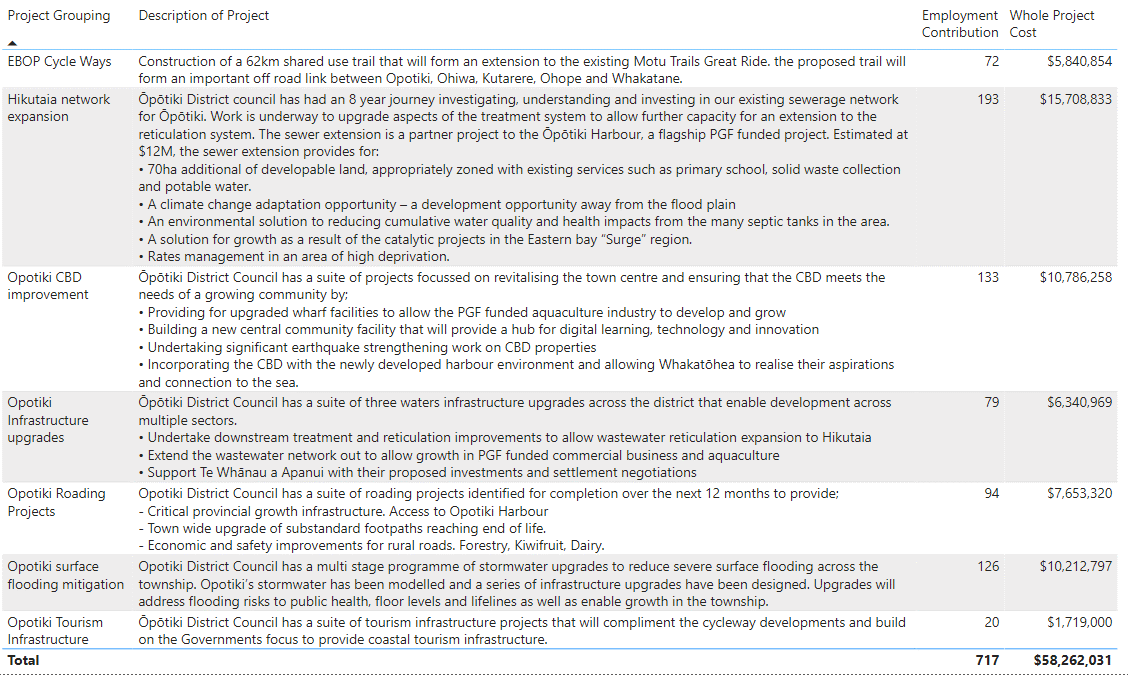 Project Grouping Description of Project Employment Contribution Whole Project Cost
EBOP Cycle Ways Construction of a 62km shared use trail that will form an extension to the existing Motu Trails Great Ride. the proposed trail will 72 $5,840,854
form an important off road link between Opotiki, Ohiwa, Kutarere, Ohope and Whakatane.
Hikutaia network Ōpōtiki District council has had an 8 year journey investigating, understanding and investing in our existing sewerage network 193 $15,708,833
expansion for Ōpōtiki. Work is underway to upgrade aspects of the treatment system to allow further capacity for an extension to the
reticulation system. The sewer extension is a partner project to the Ōpōtiki Harbour, a flagship PGF funded project. Estimated at
$12M, the sewer extension provides for:
• 70ha additional of developable land, appropriately zoned with existing services such as primary school, solid waste collection
and potable water.
• A climate change adaptation opportunity – a development opportunity away from the flood plain
• An environmental solution to reducing cumulative water quality and health impacts from the many septic tanks in the area.
• A solution for growth as a result of the catalytic projects in the Eastern bay "Surge" region.
• Rates management in an area of high deprivation.
Opotiki CBD Ōpōtiki District Council has a suite of projects focussed on revitalising the town centre and ensuring that the CBD meets the 133 $10,786,258
improvement needs of a growing community by;
• Providing for upgraded wharf facilities to allow the PGF funded aquaculture industry to develop and grow
• Building a new central community facility that will provide a hub for digital learning, technology and innovation
• Undertaking significant earthquake strengthening work on CBD properties
• Incorporating the CBD with the newly developed harbour environment and allowing Whakatōhea to realise their aspirations
and connection to the sea.
Opotiki Ōpōtiki District Council has a suite of three waters infrastructure upgrades across the district that enable development across 79 $6,340,969
Infrastructure multiple sectors.
upgrades • Undertake downstream treatment and reticulation improvements to allow wastewater reticulation expansion to Hikutaia
• Extend the wastewater network out to allow growth in PGF funded commercial business and aquaculture
• Support Te Whānau a Apanui with their proposed investments and settlement negotiations
Opotiki Roading Opotiki District Council has a suite of roading projects identified for completion over the next 12 months to provide; 94 $7,653,320
Projects - Critical provincial growth infrastructure. Access to Opotiki Harbour
- Town wide upgrade of substandard footpaths reaching end of life.
- Economic and safety improvements for rural roads. Forestry, Kiwifruit, Dairy.
Opotiki surface Opotiki District Council has a multi stage programme of stormwater upgrades to reduce severe surface flooding across the 126 $10,212,797
flooding mitigation township. Opotiki's stormwater has been modelled and a series of infrastructure upgrades have been designed. Upgrades will
address flooding risks to public health, floor levels and lifelines as well as enable growth in the township.
Opotiki Tourism Ōpōtiki District Council has a suite of tourism infrastructure projects that will compliment the cycleway developments and build 20 $1,719,000
Infrastructure on the Governments focus to provide coastal tourism infrastructure.
Total 717 $58,262,031